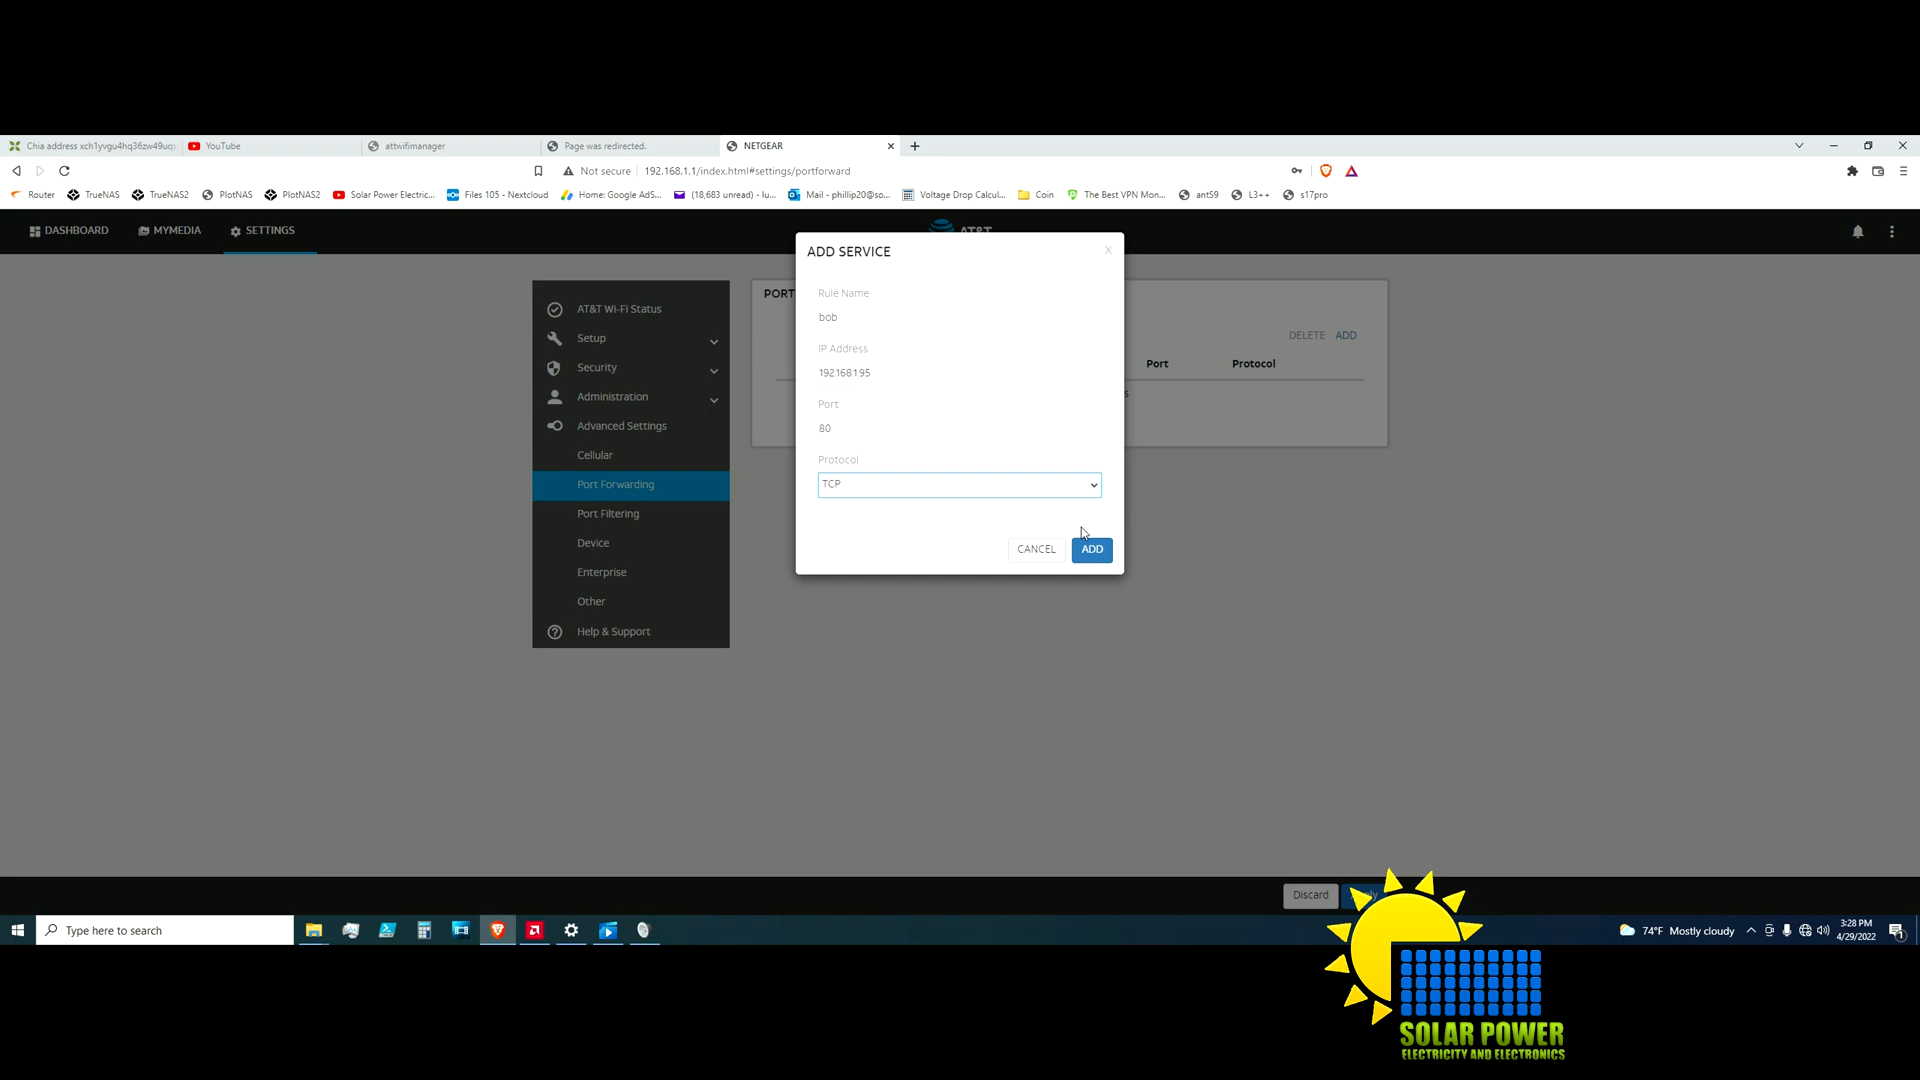 Chia address xch1yvgu4hq36zw49uqs
YouTube
attwifimanager
Page was redirected.
NETGEAR
Not secure
192.168.1.1/index.html#settings/portforward
Router
TrueNAS
TrueNAS2
PlotNAS
PlotNAS2
Solar Power Electric...
Files 105 - Nextcloud
Home: Google AdS...
(18,683 unread) - lu...
Mail - phillip20@so...
Voltage Drop Calcul...
Coin
The Best VPN Mon...
antS9
L3++
s17pro
DASHBOARD
MYMEDIA
SETTINGS
AT&T
ADD SERVICE
Rule Name
bob
IP Address
192.168.1.95
Port
80
Protocol
TCP
CANCEL
ADD
AT&T Wi-Fi Status
Setup
Security
Administration
Advanced Settings
Cellular
Port Forwarding
Port Filtering
Device
Enterprise
Other
Help & Support
PORT
DELETE
ADD
Port
Protocol
Discard
Type here to search
74°F Mostly cloudy
3:28 PM
4/29/2022
1
SOLAR POWER
ELECTRICITY AND ELECTRONICS